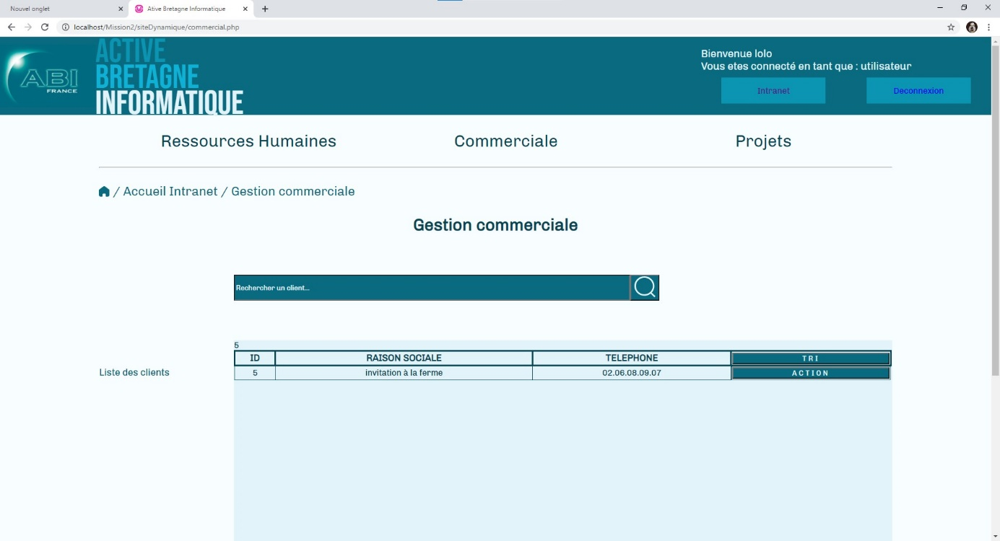 Nouvel onglet
Ative Bretagne Informatique
localhost/Mission2/siteDynamique/commercial.php
ABI
FRANCE
ACTIVE
BRETAGNE
INFORMATIQUE
Bienvenue lolo
Vous etes connecté en tant que : utilisateur
Intranet Deconnexion
Ressources Humaines Commerciale Projets
/ Accueil Intranet / Gestion commerciale
Gestion commerciale
Rechercher un client...
5
ID RAISON SOCIALE TELEPHONE TRI
Liste des clients 5 invitation à la ferme 02.06.08.09.07 ACTION